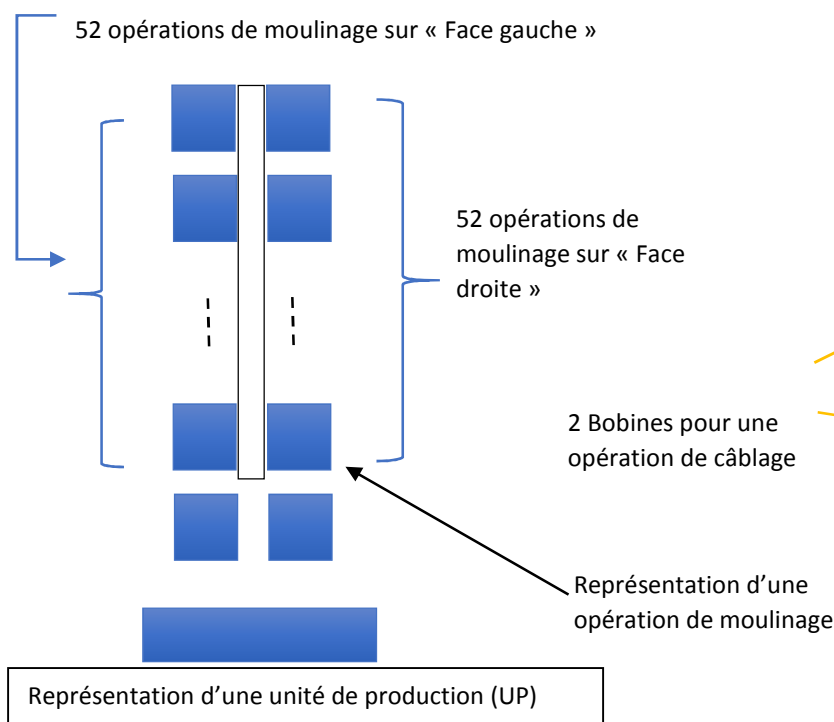 52 opérations de moulinage sur « Face gauche »
52 opérations de
moulinage sur « Face
droite »
2 Bobines pour une
opération de câblage
Représentation d’une
opération de moulinage
Représentation d’une unité de production (UP)